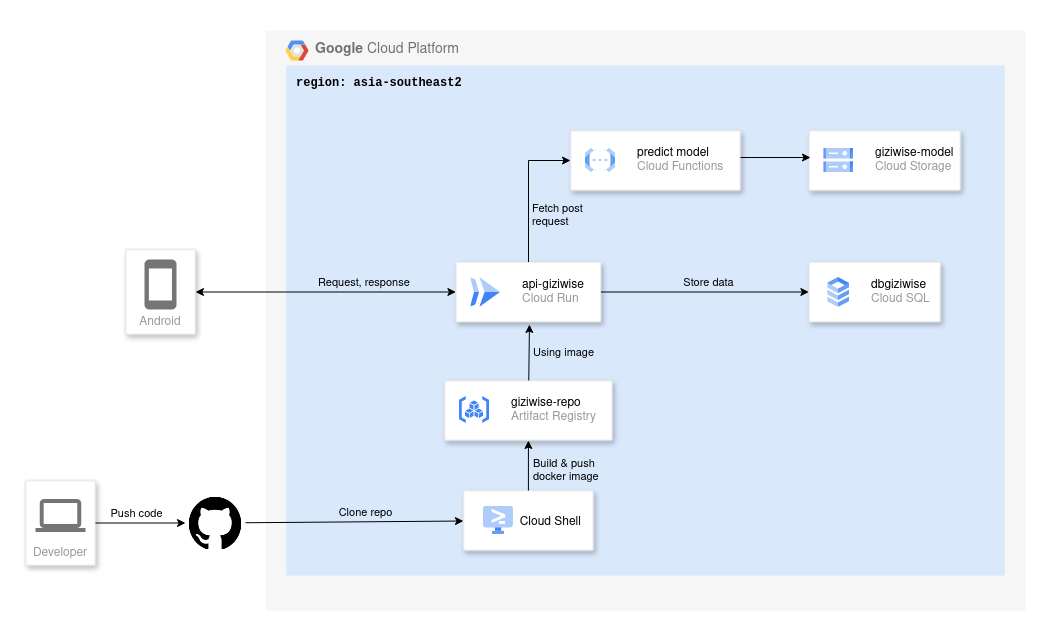 Google Cloud Platform
region: asia-southeast2
predict model
Cloud Functions
giziwise-model
Cloud Storage
Fetch post
request
Android
Request, response
api-giziwise
Cloud Run
Store data
dbgiziwise
Cloud SQL
Using image
giziwise-repo
Artifact Registry
Build & push
docker image
Developer
Push code
Clone repo
Cloud Shell